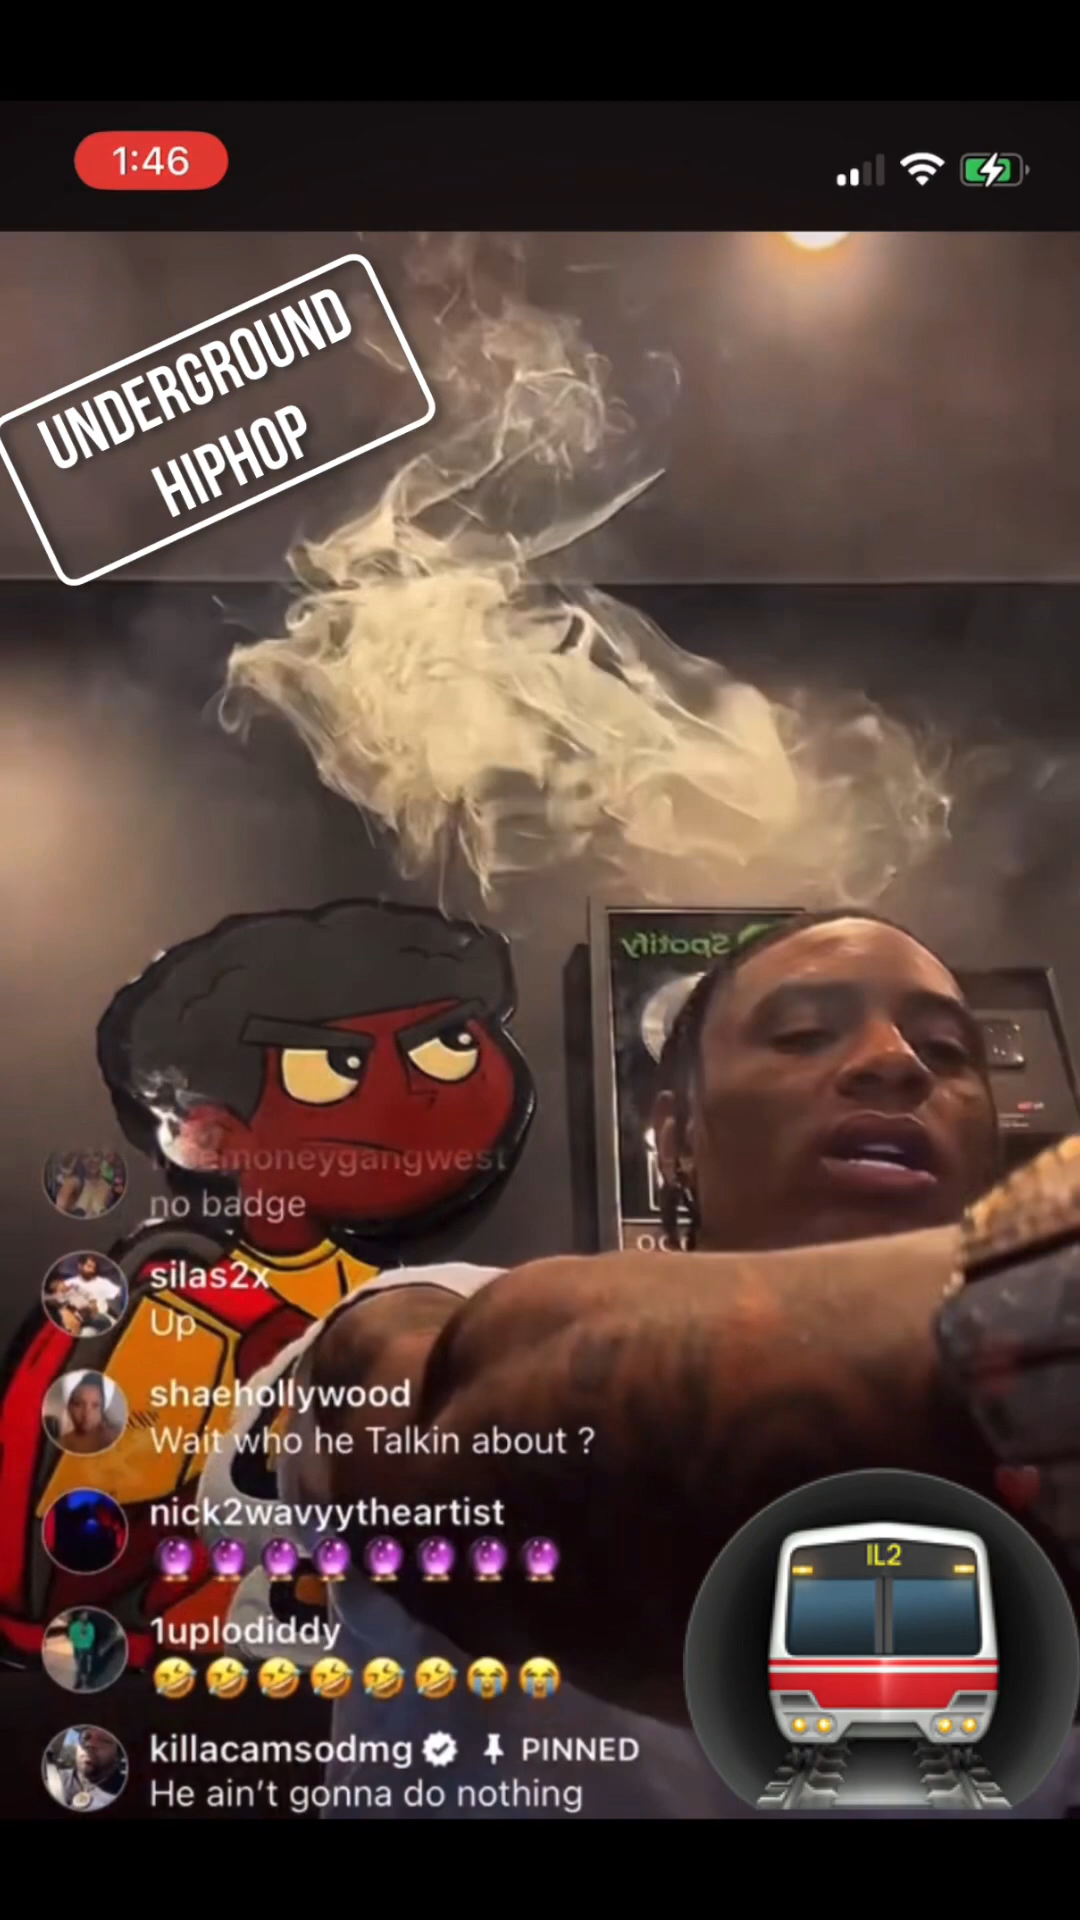 1:46
UNDERGROUND
HIPHOP
Spotify
no badge
silas2x
Up
shaehollywood
Wait who he Talkin about ?
nick2wavyytheartist
🔮🔮🔮🔮🔮🔮🔮🔮
1uplodiddy
🤣🤣🤣🤣🤣🤣😭😭
killacamsodmg PINNED
He ain’t gonna do nothing
IL2